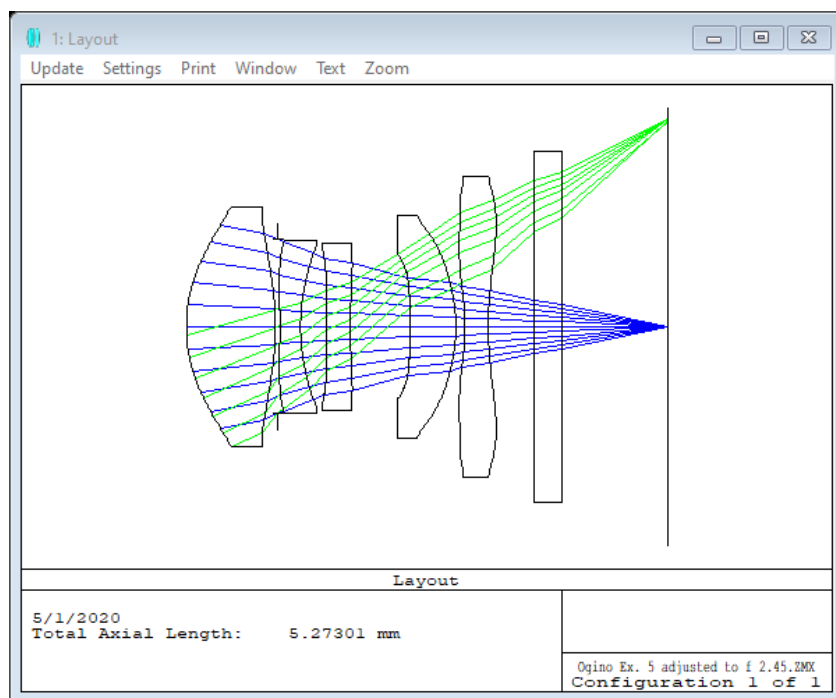 1: Layout
Update Settings Print Window Text Zoom
Layout
5/1/2020
Total Axial Length: 5.27301 mm
Ogino Ex. 5 adjusted to f 2.45.ZMX
Configuration 1 of 1